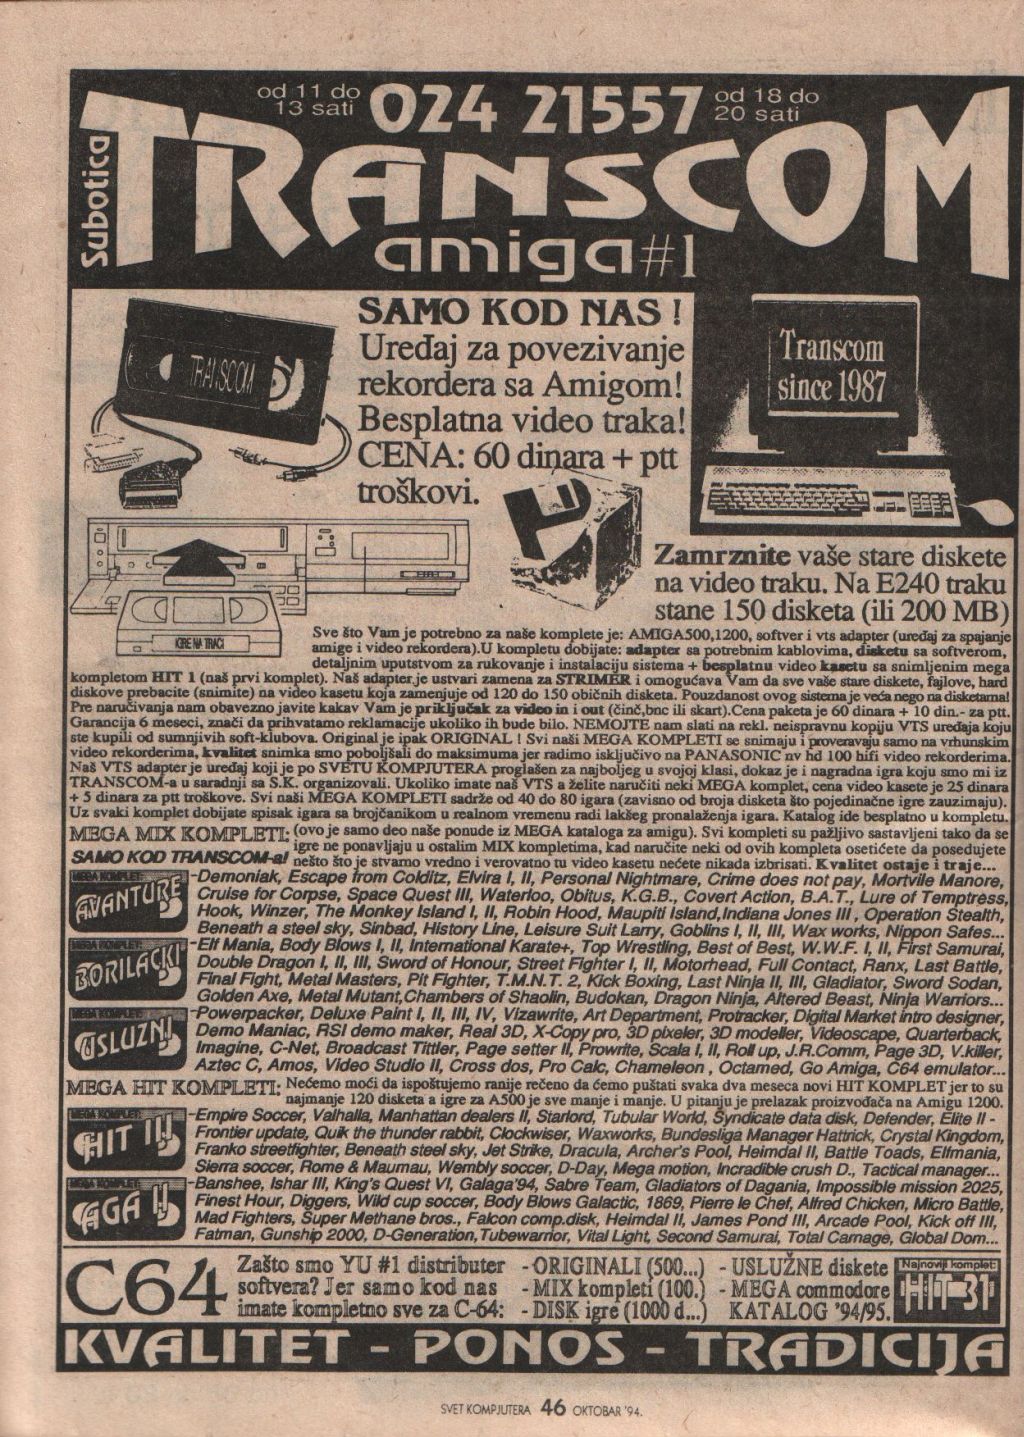 od 11 do
13 sati
024 21557
od 18 do
20 sati
Subotica
TRANSCOM
amiga#1
SAMO KOD NAS !
Uređaj za povezivanje
rekordera sa Amigom!
Besplatna video traka!
CENA: 60 dinara + ptt
troškovi.
TRANSCOM
Transcom
since 1987
IGRE NA TRACI
Zamrznite vaše stare diskete
na video traku. Na E240 traku
stane 150 disketa (ili 200 MB)
Sve što Vam je potrebno za naše komplete je: AMIGA500,1200, softver i vts adapter (uređaj za spajanje
amige i video rekordera).U kompletu dobijate: adapter sa potrebnim kablovima, disketu sa softverom,
detaljnim uputstvom za rukovanje i instalaciju sistema + besplatnu video kasetu sa snimljenim mega
kompletom HIT 1 (naš prvi komplet). Naš adapter je ustvari zamena za STRIMER i omogućava Vam da sve vaše stare diskete, fajlove, hard
diskove prebacite (snimite) na video kasetu koja zamenjuje od 120 do 150 običnih disketa. Pouzdanost ovog sistema je veća nego na disketama!
Pre naručivanja nam obavezno javite kakav Vam je priključak za video in i out (činč,bnc ili skart).Cena paketa je 60 dinara + 10 din.- za ptt.
Garancija 6 meseci, znači da prihvatamo reklamacije ukoliko ih bude bilo. NEMOJTE nam slati na rekl. neispravnu kopiju VTS uređaja koju
ste kupili od sumnjivih soft-klubova. Original je ipak ORIGINAL ! Svi naši MEGA KOMPLETI se snimaju i proveravaju samo na vrhunskim
video rekorderima, kvalitet snimka smo poboljšali do maksimuma jer radimo isključivo na PANASONIC nv hd 100 hifi video rekorderima.
Naš VTS adapter je uređaj koji je po SVETU KOMPJUTERA proglašen za najboljeg u svojoj klasi, dokaz je i nagradna igra koju smo mi iz
TRANSCOM-a u saradnji sa S.K. organizovali. Ukoliko imate naš VTS a želite naručiti neki MEGA komplet, cena video kasete je 25 dinara
+ 5 dinara za ptt troškove. Svi naši MEGA KOMPLETI sadrže od 40 do 80 igara (zavisno od broja disketa što pojedinačne igre zauzimaju).
Uz svaki komplet dobijate spisak igara sa brojčanikom u realnom vremenu radi lakšeg pronalaženja igara. Katalog ide besplatno u kompletu.
MEGA MIX KOMPLETI: (ovo je samo deo naše ponude iz MEGA kataloga za amigu). Svi kompleti su pažljivo sastavljeni tako da se
igre ne ponavljaju u ostalim MIX kompletima, kad naručite neki od ovih kompleta osetićete da posedujete
SAMO KOD TRANSCOM-a! nešto što je stvarno vredno i verovatno tu video kasetu nećete nikada izbrisati. Kvalitet ostaje i traje...
MEGA KOMPLET:
AVANTURE
-Demoniak, Escape from Colditz, Elvira I, II, Personal Nightmare, Crime does not pay, Mortvile Manore,
Cruise for Corpse, Space Quest III, Waterloo, Obitus, K.G.B., Covert Action, B.A.T., Lure of Temptress,
Hook, Winzer, The Monkey Island I, II, Robin Hood, Maupiti Island,Indiana Jones III , Operation Stealth,
Beneath a steel sky, Sinbad, History Line, Leisure Suit Larry, Goblins I, II, III, Wax works, Nippon Safes...
MEGA KOMPLET:
BORILAČKI
-Elf Mania, Body Blows I, II, International Karate+, Top Wrestling, Best of Best, W.W.F. I, II, First Samurai,
Double Dragon I, II, III, Sword of Honour, Street Fighter I, II, Motorhead, Full Contact, Ranx, Last Battle,
Final Fight, Metal Masters, Pit Fighter, T.M.N.T. 2, Kick Boxing, Last Ninja II, III, Gladiator, Sword Sodan,
Golden Axe, Metal Mutant,Chambers of Shaolin, Budokan, Dragon Ninja, Altered Beast, Ninja Warriors...
MEGA KOMPLET:
USLUŽNI
-Powerpacker, Deluxe Paint I, II, III, IV, Vizawrite, Art Department, Protracker, Digital Market intro designer,
Demo Maniac, RSI demo maker, Real 3D, X-Copy pro, 3D pixeler, 3D modeller, Videoscape, Quarterback,
Imagine, C-Net, Broadcast Tittler, Page setter II, Prowrite, Scala I, II, Roll up, J.R.Comm, Page 3D, V.killer,
Aztec C, Amos, Video Studio II, Cross dos, Pro Calc, Chameleon , Octamed, Go Amiga, C64 emulator...
MEGA HIT KOMPLETI: Nećemo moći da ispoštujemo ranije rečeno da ćemo puštati svaka dva meseca novi HIT KOMPLET jer to su
najmanje 120 disketa a igre za A500 je sve manje i manje. U pitanju je prelazak proizvođača na Amigu 1200.
MEGA KOMPLET:
HIT III
-Empire Soccer, Valhalla, Manhattan dealers II, Starlord, Tubular World, Syndicate data disk, Defender, Elite II -
Frontier update, Quik the thunder rabbit, Clockwiser, Waxworks, Bundesliga Manager Hattrick, Crystal Kingdom,
Franko streetfighter, Beneath steel sky, Jet Strike, Dracula, Archer's Pool, Heimdal II, Battle Toads, Elfmania,
Sierra soccer, Rome & Maumau, Wembly soccer, D-Day, Mega motion, Incradible crush D., Tactical manager...
MEGA KOMPLET:
AGA II
-Banshee, Ishar III, King's Quest VI, Galaga'94, Sabre Team, Gladiators of Dagania, Impossible mission 2025,
Finest Hour, Diggers, Wild cup soccer, Body Blows Galactic, 1869, Pierre le Chef, Alfred Chicken, Micro Battle,
Mad Fighters, Super Methane bros., Falcon comp.disk, Heimdal II, James Pond III, Arcade Pool, Kick off III,
Fatman, Gunship 2000, D-Generation,Tubewarrior, Vital Light, Second Samurai, Total Carnage, Global Dom...
C64
Zašto smo YU #1 distributer
softvera? Jer samo kod nas
imate kompletno sve za C-64:
- ORIGINALI (500...)
- MIX kompleti (100.)
- DISK igre (1000 d...)
- USLUŽNE diskete
- MEGA commodore
KATALOG '94/95.
Najnoviji komplet:
HIT-31
KVALITET - PONOS - TRADICIJA
SVET KOMPJUTERA 46 OKTOBAR '94.